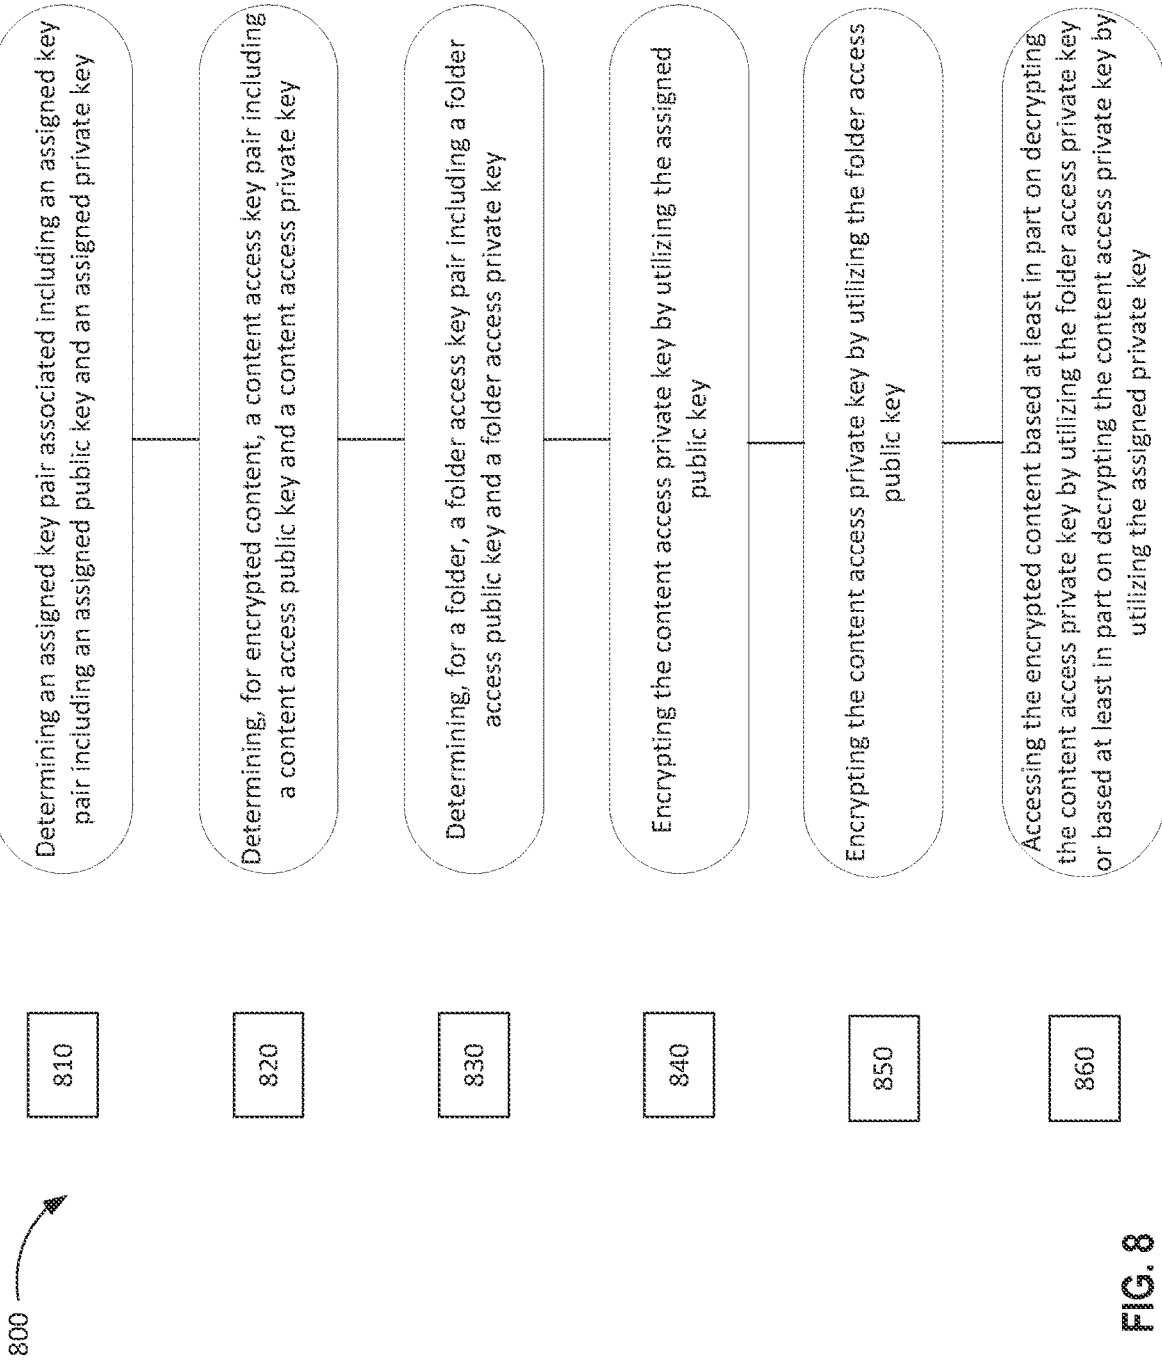 800
810
Determining an assigned key pair associated including an assigned key
pair including an assigned public key and an assigned private key
820
Determining, for encrypted content, a content access key pair including
a content access public key and a content access private key
830
Determining, for a folder, a folder access key pair including a folder
access public key and a folder access private key
840
Encrypting the content access private key by utilizing the assigned
public key
850
Encrypting the content access private key by utilizing the folder access
public key
860
Accessing the encrypted content based at least in part on decrypting
the content access private key by utilizing the folder access private key
or based at least in part on decrypting the content access private key by
utilizing the assigned private key
FIG. 8